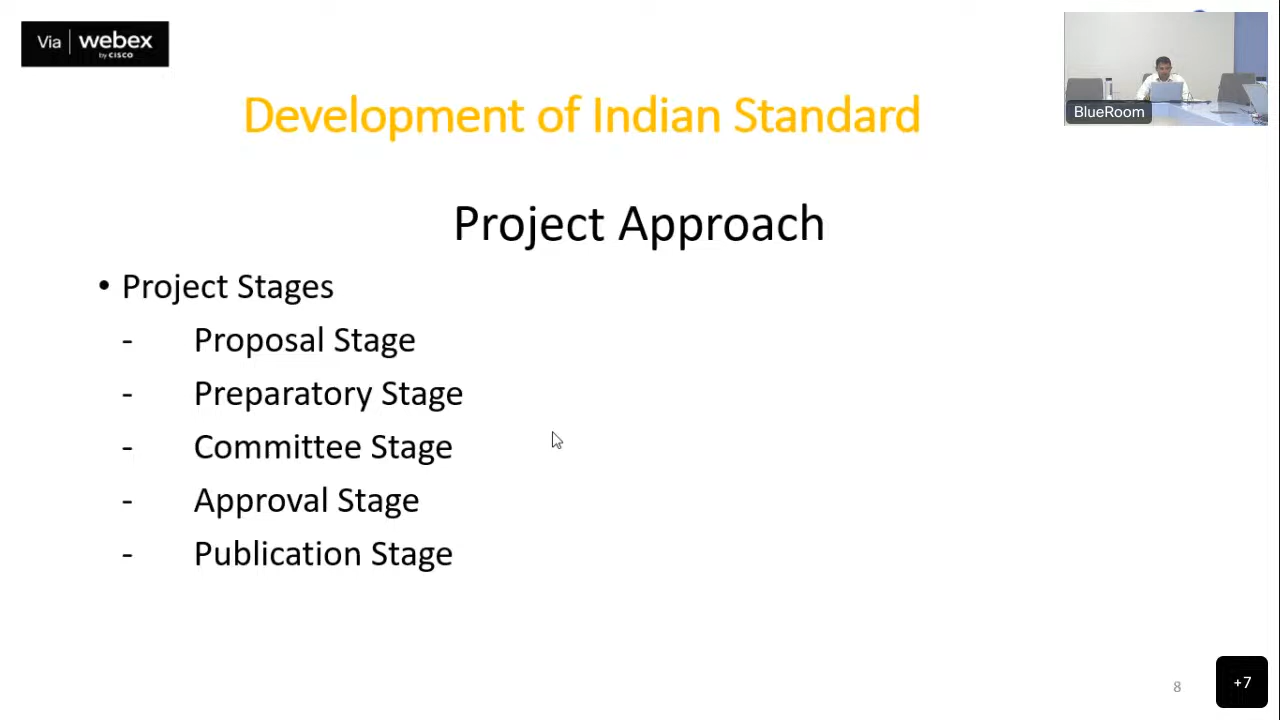 Via | webex
by CISCO
BlueRoom
Development of Indian Standard
Project Approach
• Project Stages
- Proposal Stage
- Preparatory Stage
- Committee Stage
- Approval Stage
- Publication Stage
8
+7